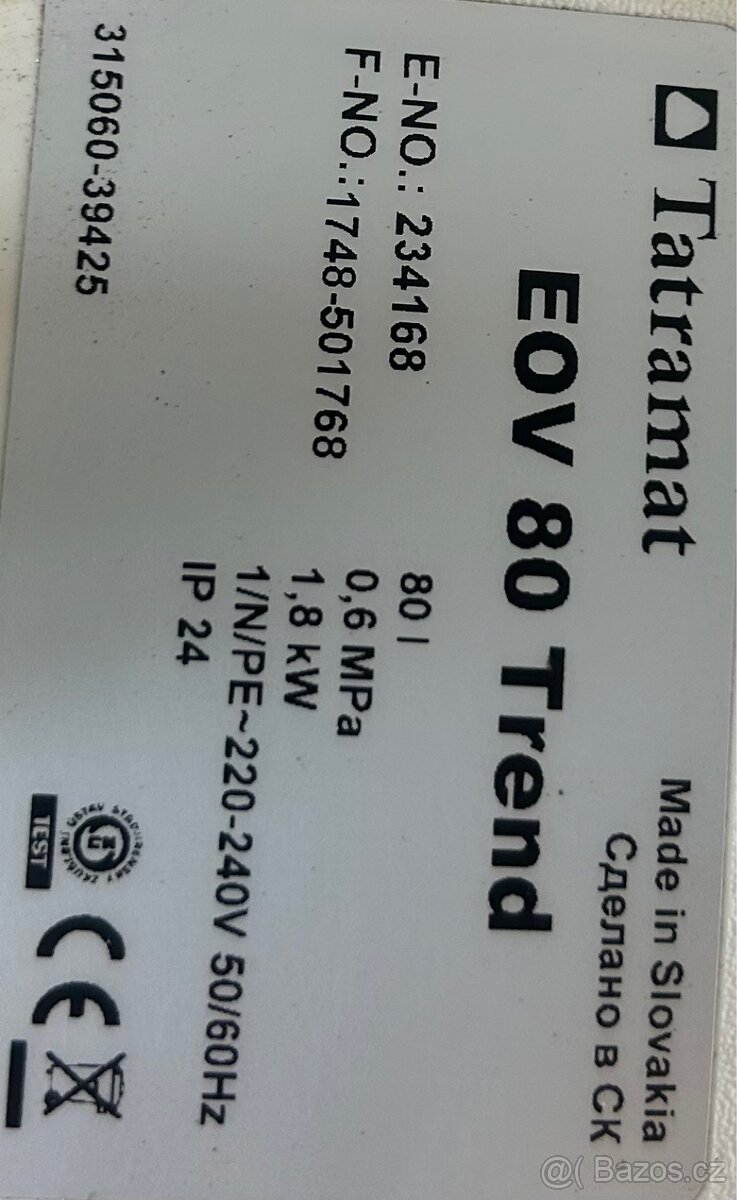 Tatramat
Made in Slovakia
Сделано в СК
EOV 80 Trend
E-NO.: 234168
F-NO.:1748-501768
80 l
0,6 MPa
1,8 kW
1/N/PE~220-240V 50/60Hz
IP 24
315060-39425
TEST
CE
@( Bazos.cz